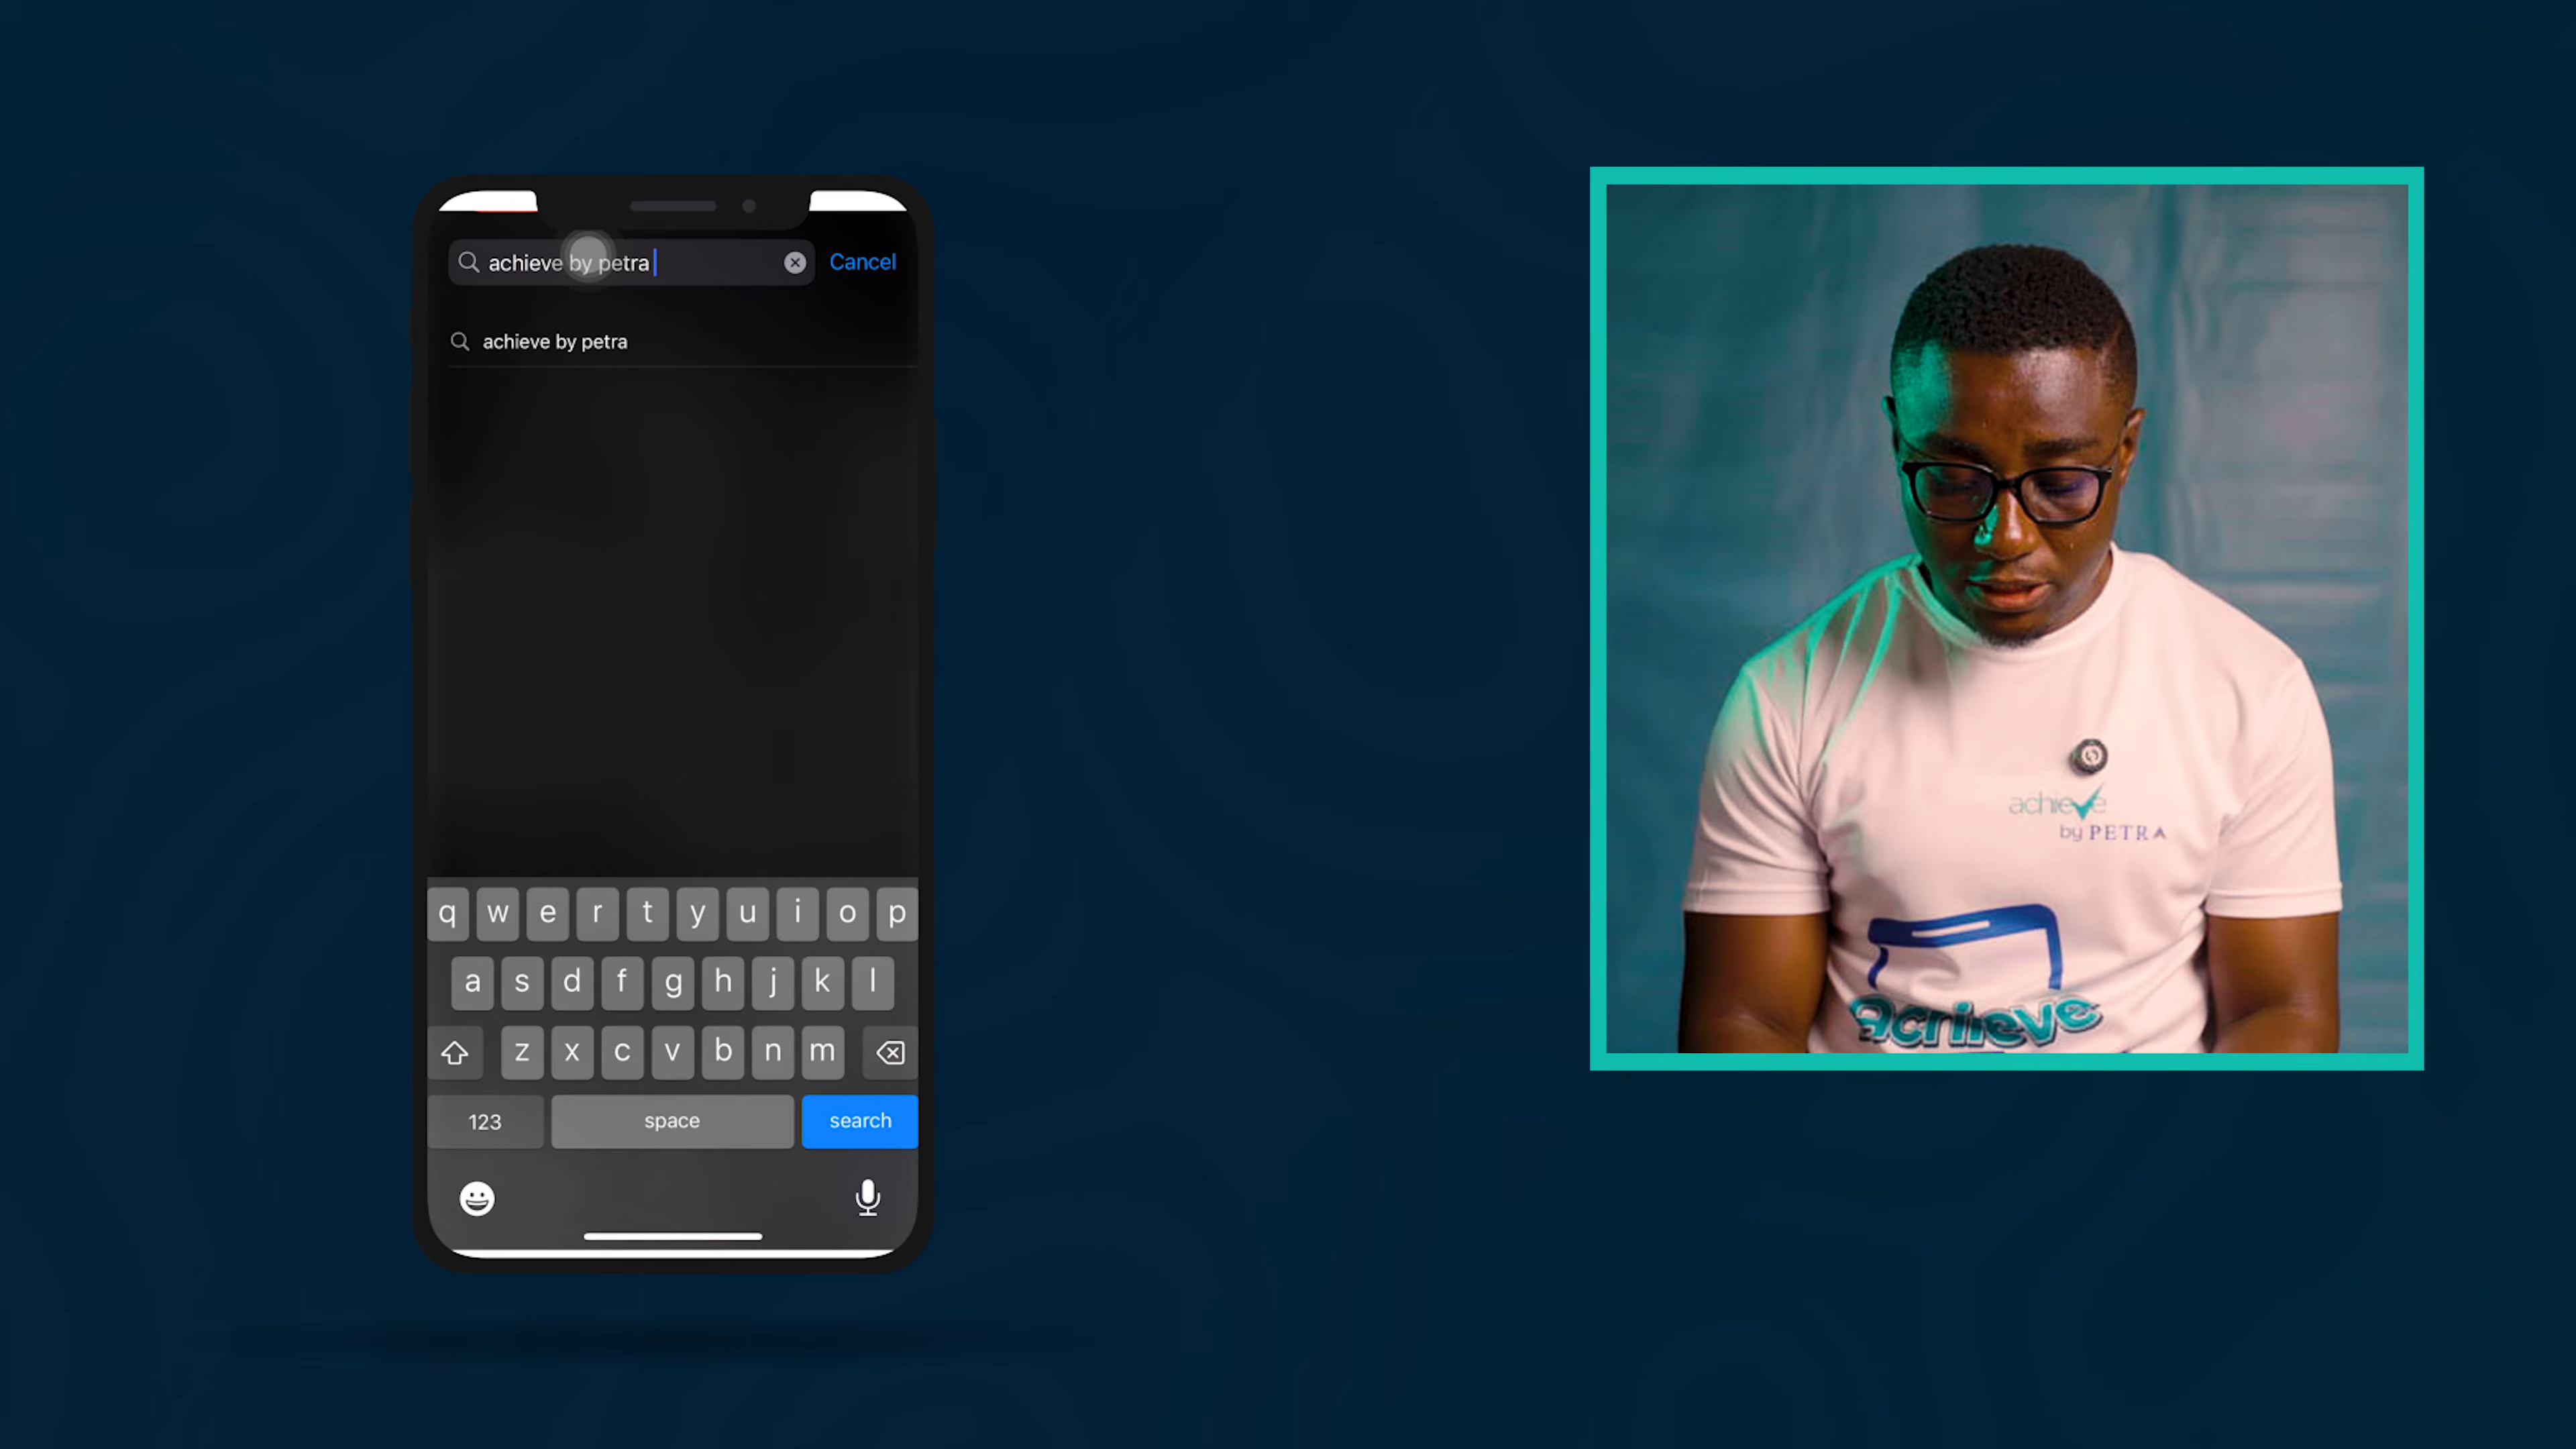 achieve by petra
Cancel
achieve by petra
q w e r t y u i o p
a s d f g h j k l
z x c v b n m
123 space search
achieve
by PETRA
achieve